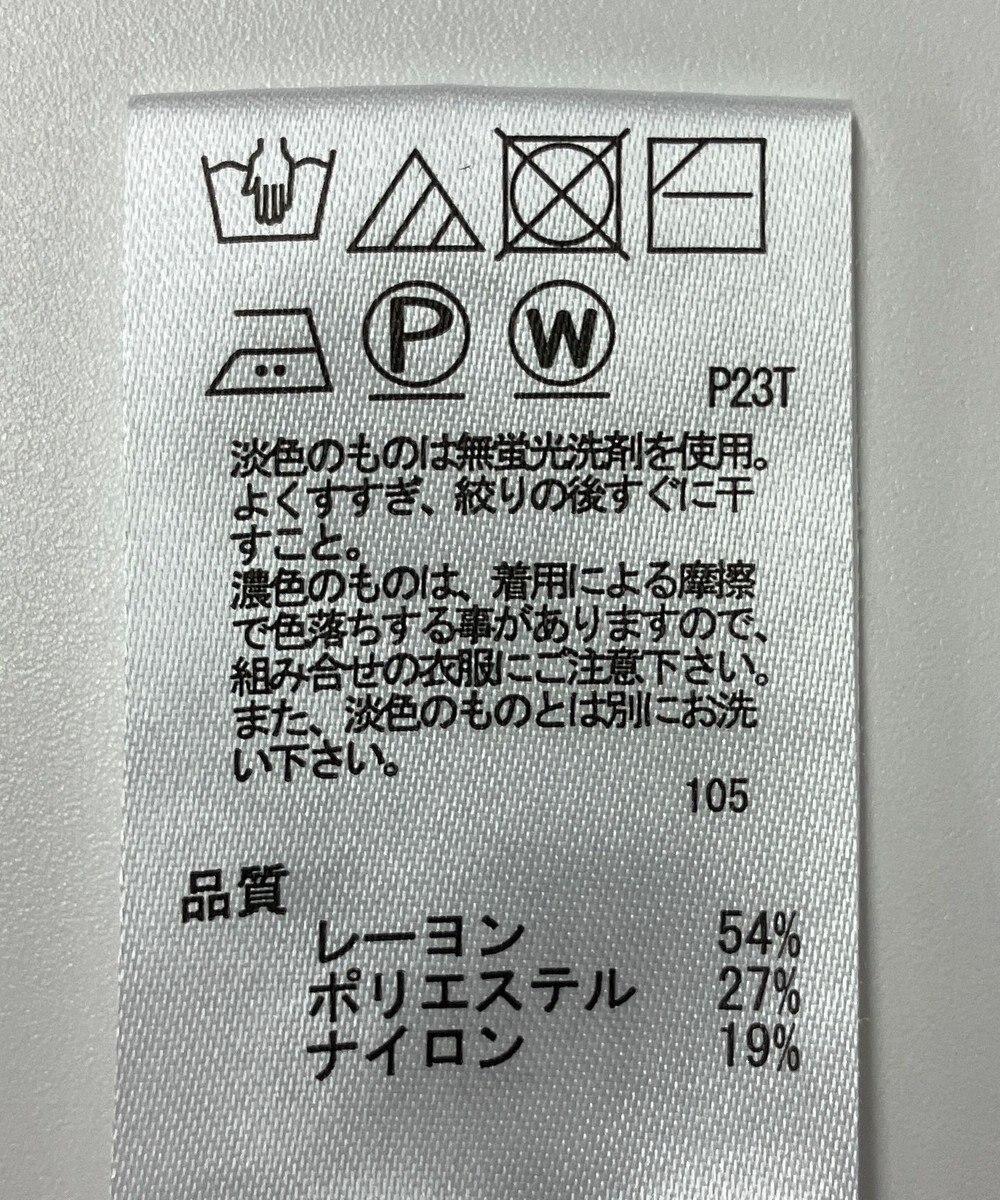 P W P23T
淡色のものは無蛍光洗剤を使用。
よくすすぎ、絞りの後すぐに干
すこと。
濃色のものは、着用による摩擦
で色落ちする事がありますので、
組み合せの衣服にご注意下さい。
また、淡色のものとは別にお洗
い下さい。
105
品質
レーヨン 54%
ポリエステル 27%
ナイロン 19%